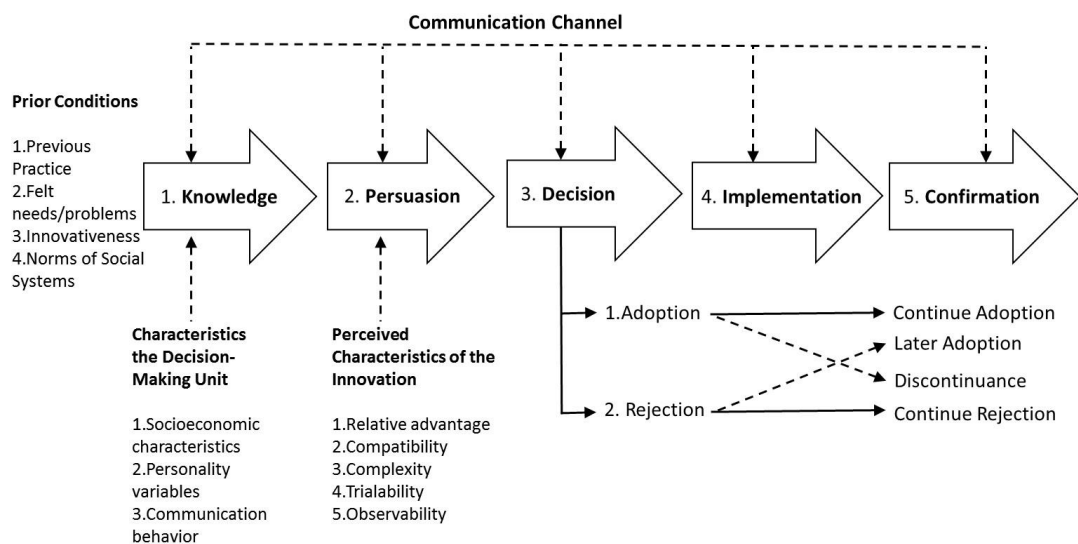 Communication Channel
Prior Conditions
1.Previous
Practice
2.Felt
needs/problems
3.Innovativeness
4.Norms of Social
Systems
1. Knowledge
2. Persuasion
3. Decision
4. Implementation
5. Confirmation
Characteristics
the Decision-
Making Unit
1.Socioeconomic
characteristics
2.Personality
variables
3.Communication
behavior
Perceived
Characteristics of the
Innovation
1.Relative advantage
2.Compatibility
3.Complexity
4.Trialability
5.Observability
1.Adoption
2. Rejection
Continue Adoption
Later Adoption
Discontinuance
Continue Rejection